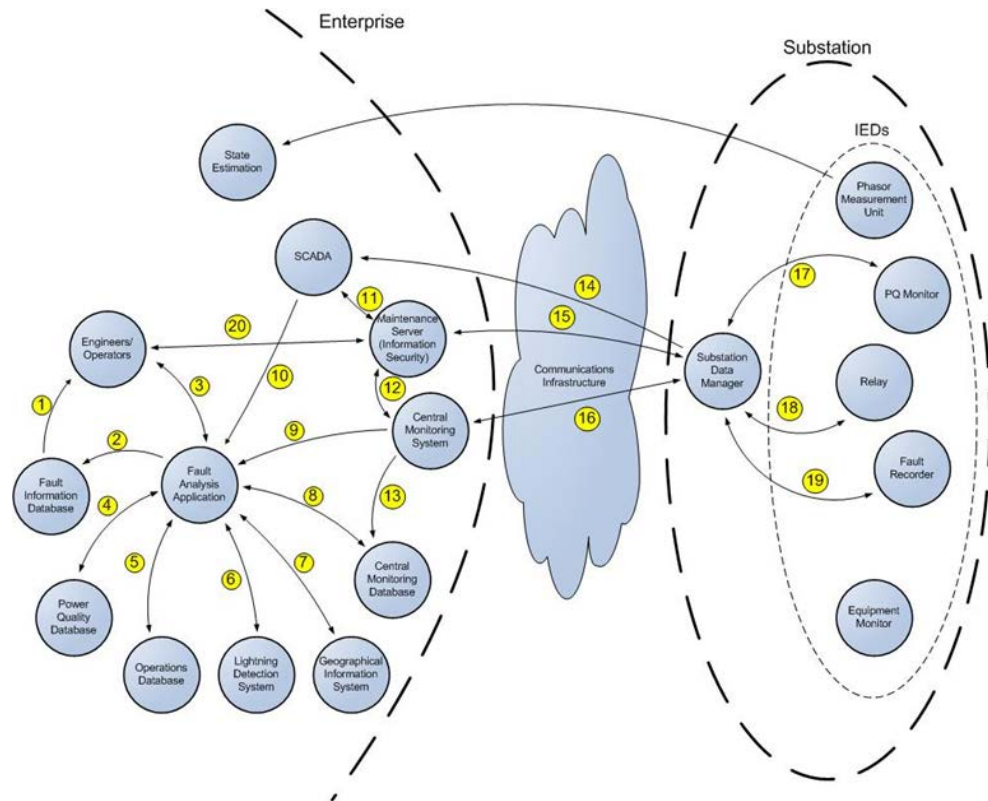 Enterprise
Substation
IEDs
State
Estimation
Phasor
Measurement
Unit
SCADA
14
17
PQ Monitor
11
15
20
Maintenance
Server
(Information
Security)
Engineers/
Operators
Communications
Infrastructure
Substation
Data
Manager
10
3
12
Relay
1
16
18
9
Central
Monitoring
System
2
Fault
Information
Database
Fault
Analysis
Application
Fault
Recorder
19
4
8
13
5
6
7
Central
Monitoring
Database
Power
Quality
Database
Equipment
Monitor
Operations
Database
Lightning
Detection
System
Geographical
Information
System